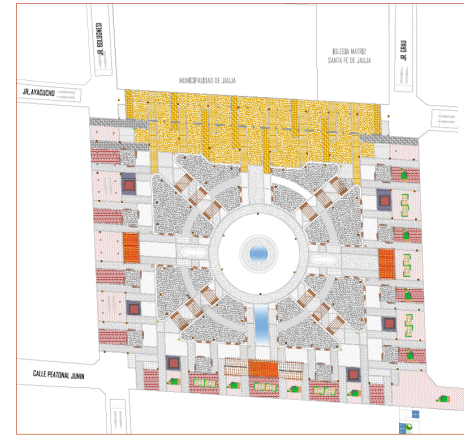 JR. BOLOGNESI
IGLESIA MATRIZ
SANTA FE DE JAUJA
JR. GRAU
MUNICIPALIDAD DE JAUJA
JR. AYACUCHO
CALLE PEATONAL JUNIN